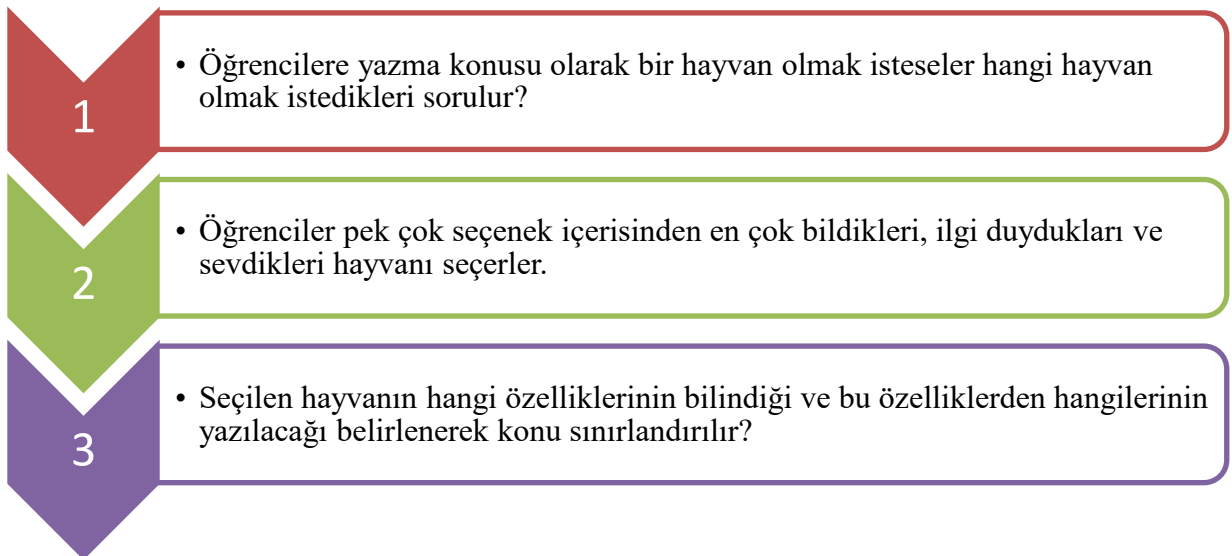 1
• Öğrencilere yazma konusu olarak bir hayvan olmak isteseler hangi hayvan
olmak istedikleri sorulur?
2
• Öğrenciler pek çok seçenek içerisinden en çok bildikleri, ilgi duydukları ve
sevdikleri hayvanı seçerler.
3
• Seçilen hayvanın hangi özelliklerinin bilindiği ve bu özelliklerden hangilerinin
yazılacağı belirlenerek konu sınırlandırılır?